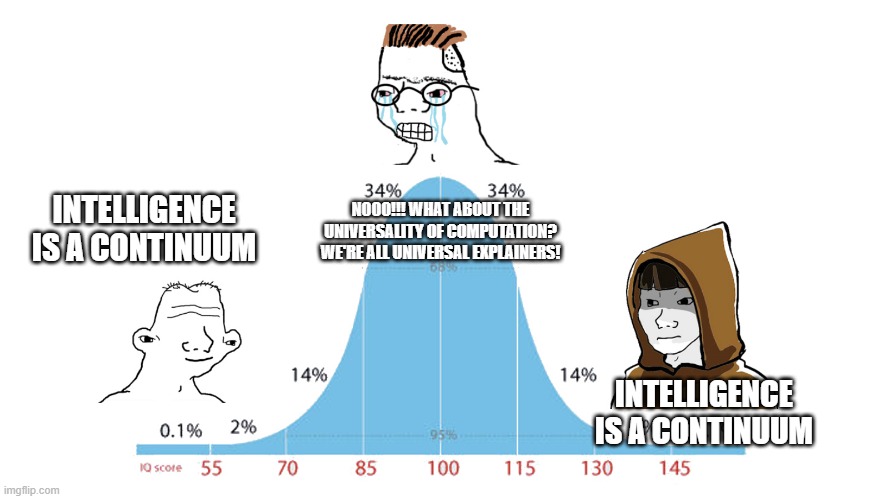 34% 34%
INTELLIGENCE
IS A CONTINUUM
NOOO!!! WHAT ABOUT THE
UNIVERSALITY OF COMPUTATION?
WE'RE ALL UNIVERSAL EXPLAINERS!
68%
14% 14%
INTELLIGENCE
IS A CONTINUUM
0.1% 2%
95%
IQ score 55 70 85 100 115 130 145
imgflip.com